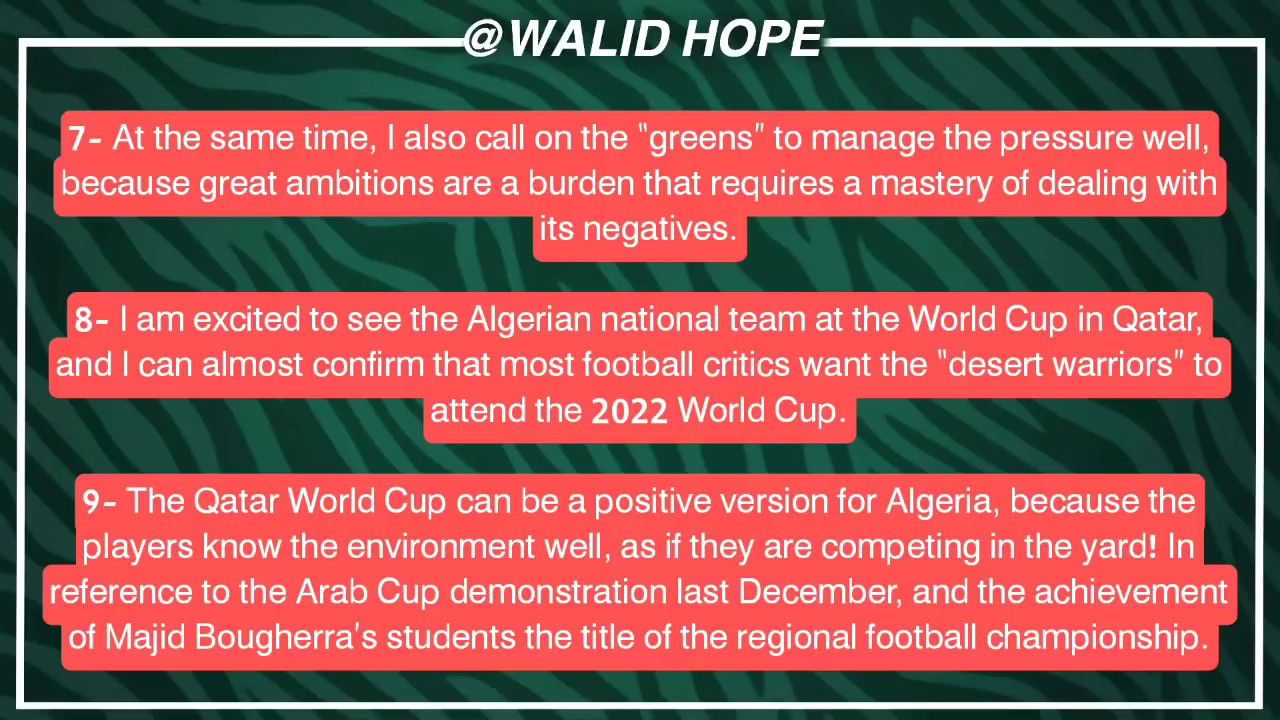 @WALID HOPE
7- At the same time, I also call on the "greens" to manage the pressure well,
because great ambitions are a burden that requires a mastery of dealing with
its negatives.
8- I am excited to see the Algerian national team at the World Cup in Qatar,
and I can almost confirm that most football critics want the "desert warriors" to
attend the 2022 World Cup.
9- The Qatar World Cup can be a positive version for Algeria, because the
players know the environment well, as if they are competing in the yard! In
reference to the Arab Cup demonstration last December, and the achievement
of Majid Bougherra's students the title of the regional football championship.